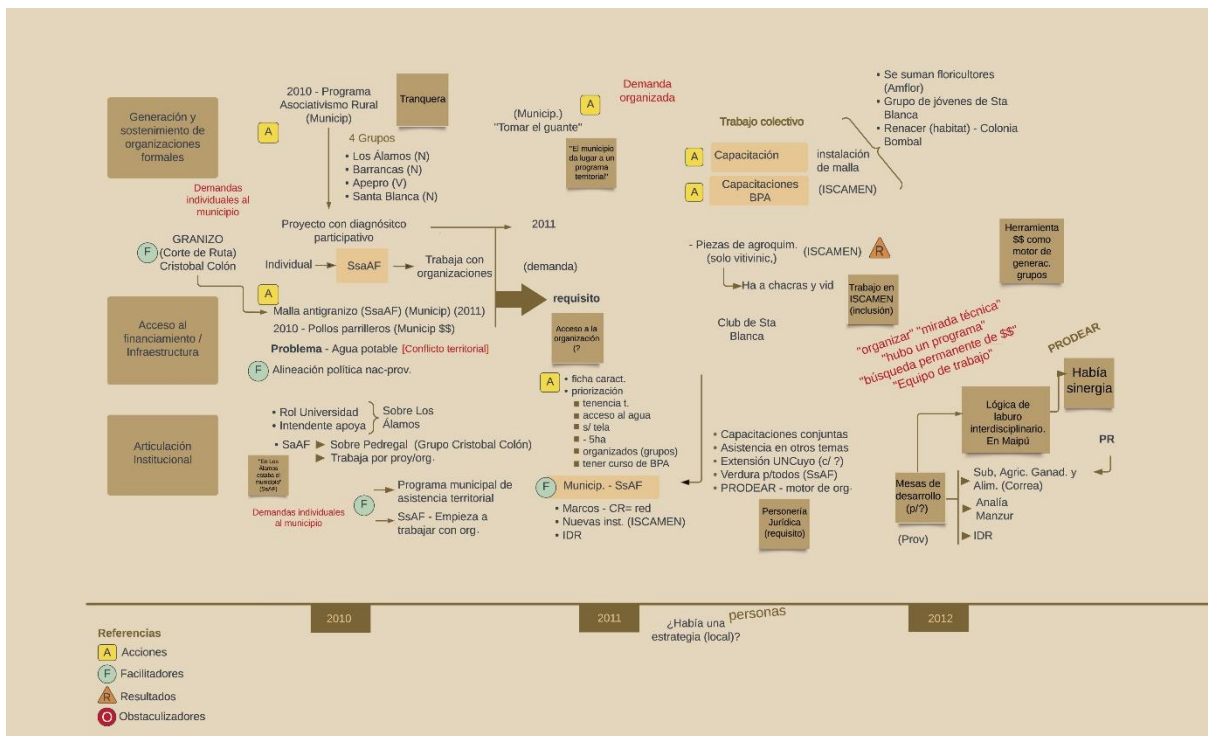 Generación y
sostenimiento de
organizaciones
formales
2010 - Programa
Asociativismo Rural
(Municip)
Tranquera
A
4 Grupos
• Los Álamos (N)
• Barrancas (N)
• Apepro (V)
• Santa Blanca (N)
Demandas
individuales al
municipio
Proyecto con diagnósitco
participativo
2011
(Municip.)
"Tomar el guante"
A
Demanda
organizada
"El municipio
da lugar a un
programa
territorial"
Trabajo colectivo
A
Capacitación
instalación
de malla
A
Capacitaciones
BPA
(ISCAMEN)
• Se suman floricultores
(Amflor)
• Grupo de jóvenes de Sta
Blanca
• Renacer (habitat) - Colonia
Bombal
F
GRANIZO
(Corte de Ruta)
Cristobal Colón
Individual
SsaAF
Trabaja con
organizaciones
(demanda)
requisito
- Piezas de agroquim.
(solo vitivinic,)
(ISCAMEN)
R
Ha a chacras y vid
Trabajo en
ISCAMEN
(inclusión)
Herramienta
$$ como
motor de
generac.
grupos
Acceso al
financiamiento /
Infraestructura
A
Malla antigranizo (SsaAF) (Municip) (2011)
2010 - Pollos parrilleros (Municip $$)
Problema - Agua potable [Conflicto territorial]
F
Alineación política nac-prov.
Acceso a la
organización
(?
Club de Sta
Blanca
"organizar" "mirada técnica"
"hubo un programa"
"búsqueda permanente de $$"
"Equipo de trabajo"
PRODEAR
Había
sinergia
A
• ficha caract.
• priorización
■ tenencia t.
■ acceso al agua
■ s/ tela
■ - 5ha
■ organizados (grupos)
■ tener curso de BPA
Articulación
Institucional
• Rol Universidad
• Intendente apoya
Sobre Los
Álamos
• SaAF
Sobre Pedregal (Grupo Cristobal Colón)
Trabaja por proy/org.
"En Los
Álamos
estaba el
municipio"
(SsAF)
Demandas individuales
al municipio
F
Programa municipal de
asistencia territorial
SsAF - Empieza a
trabajar con org.
F
Municip. - SsAF
• Marcos - CR= red
• Nuevas inst. (ISCAMEN)
• IDR
• Capacitaciones conjuntas
• Asistencia en otros temas
• Extensión UNCuyo (c/ ?)
• Verdura p/todos (SsAF)
• PRODEAR - motor de org.
Personería
Jurídica
(requisito)
Lógica de
laburo
interdisciplinario.
En Maipú
PR
Mesas de
desarrollo
(p/?)
(Prov)
Sub, Agric. Ganad. y
Alim. (Correa)
Analía
Manzur
IDR
2010
2011
2012
¿Había una
estrategia (local)?
personas
Referencias
A Acciones
F Facilitadores
R Resultados
O Obstaculizadores